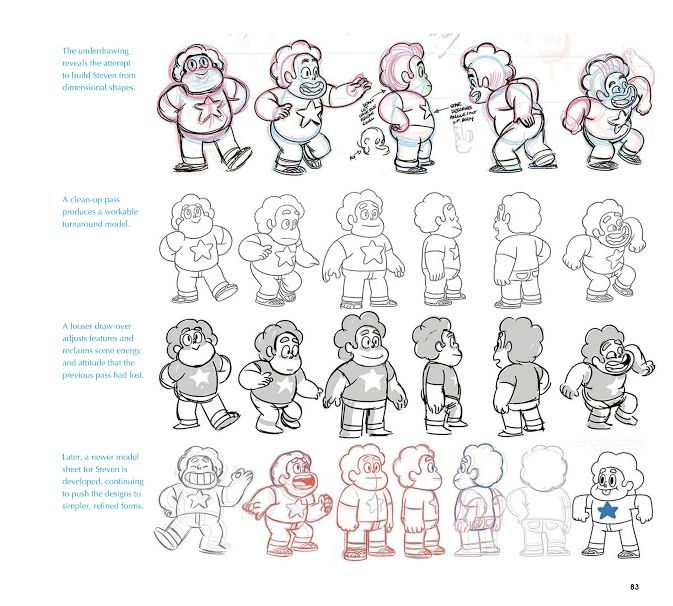 The underdrawing
reveals the attempt
to build Steven from
dimensional shapes.
A clean-up pass
produces a workable
turnaround model.
A looser draw-over
adjusts features and
reclaims some energy
and attitude that the
previous pass had lost.
Later, a newer model
sheet for Steven is
developed, continuing
to push the designs to
simpler, refined forms.
83